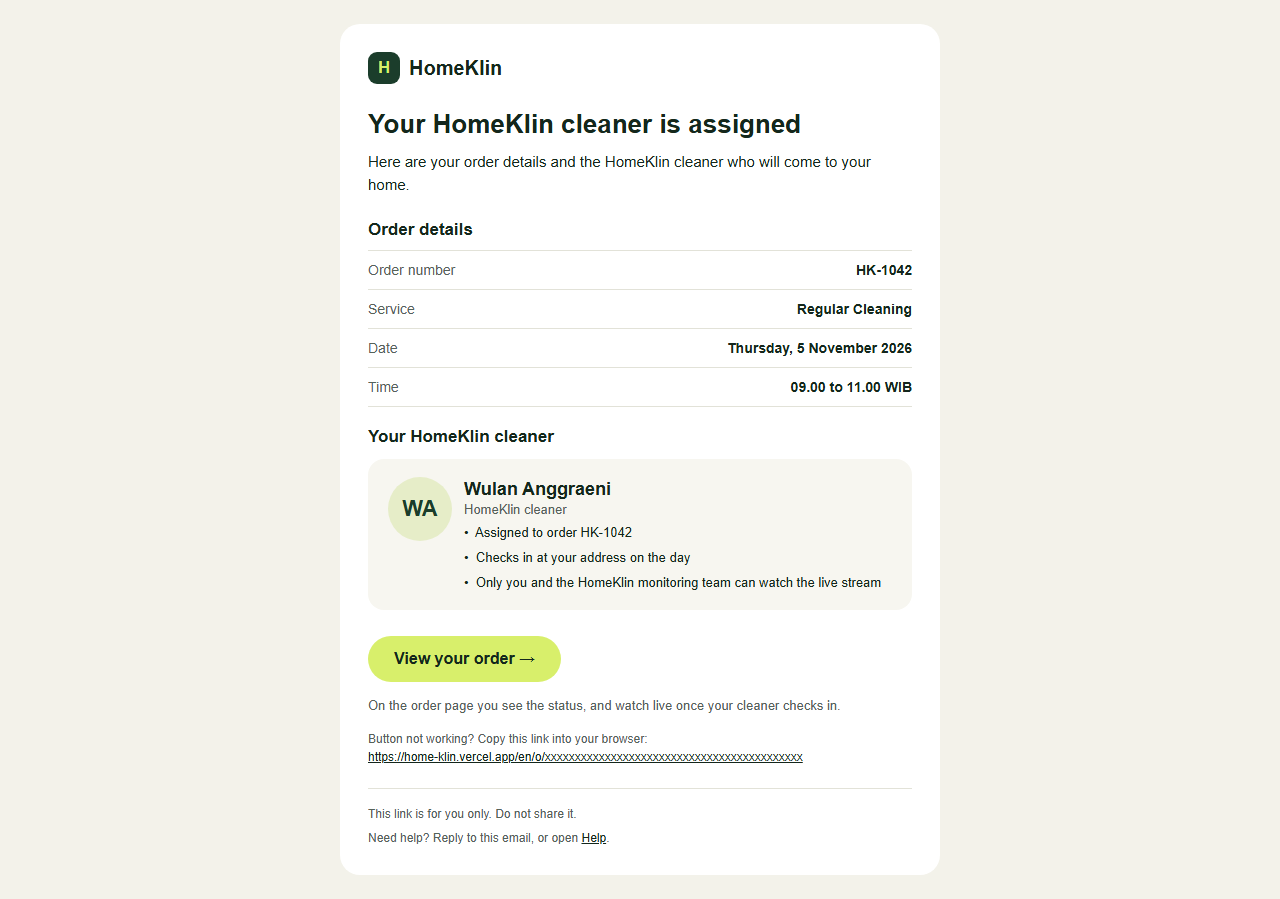 H HomeKlin
Your HomeKlin cleaner is assigned
Here are your order details and the HomeKlin cleaner who will come to your
home.
Order details
Order number HK-1042
Service Regular Cleaning
Date Thursday, 5 November 2026
Time 09.00 to 11.00 WIB
Your HomeKlin cleaner
WA
Wulan Anggraeni
HomeKlin cleaner
• Assigned to order HK-1042
• Checks in at your address on the day
• Only you and the HomeKlin monitoring team can watch the live stream
View your order →
On the order page you see the status, and watch live once your cleaner checks in.
Button not working? Copy this link into your browser:
https://home-klin.vercel.app/en/o/xxxxxxxxxxxxxxxxxxxxxxxxxxxxxxxxxxxxxxxxxxx
This link is for you only. Do not share it.
Need help? Reply to this email, or open Help.